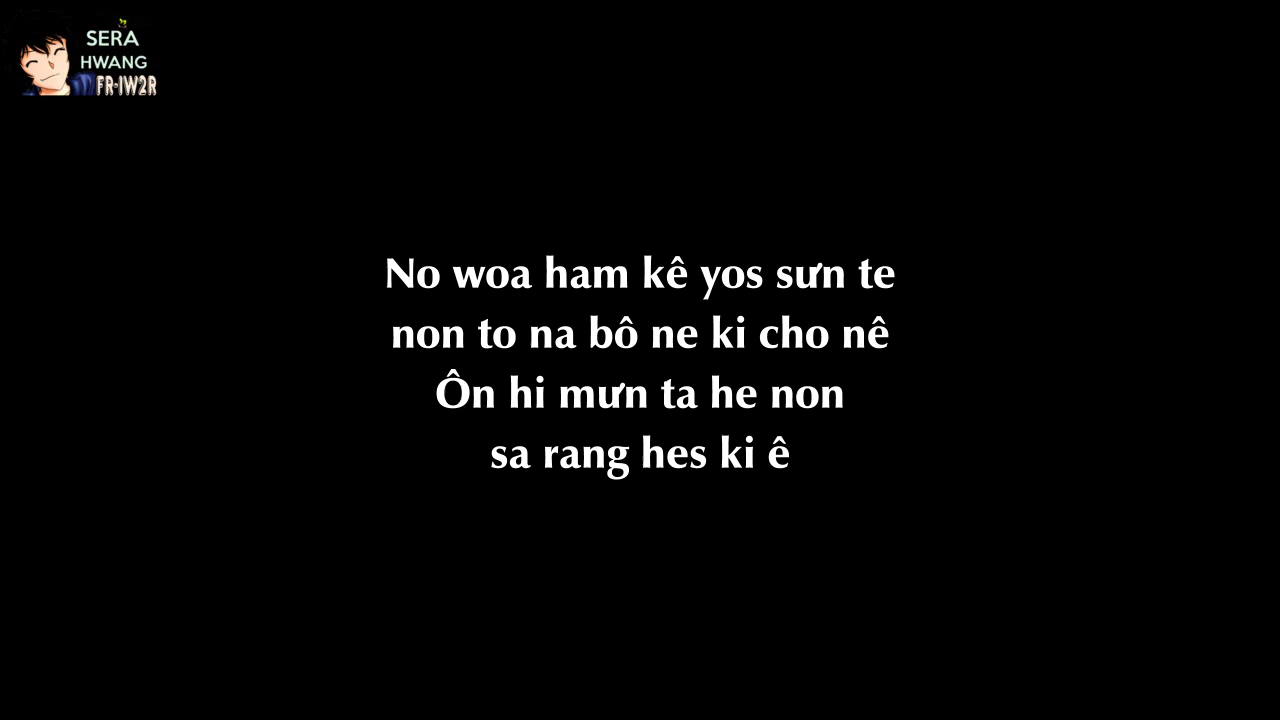 SERA
HWANG
FR-IW2R
No woa ham kê yos sưn te
non to na bô ne ki cho nê
Ôn hi mưn ta he non
sa rang hes ki ê